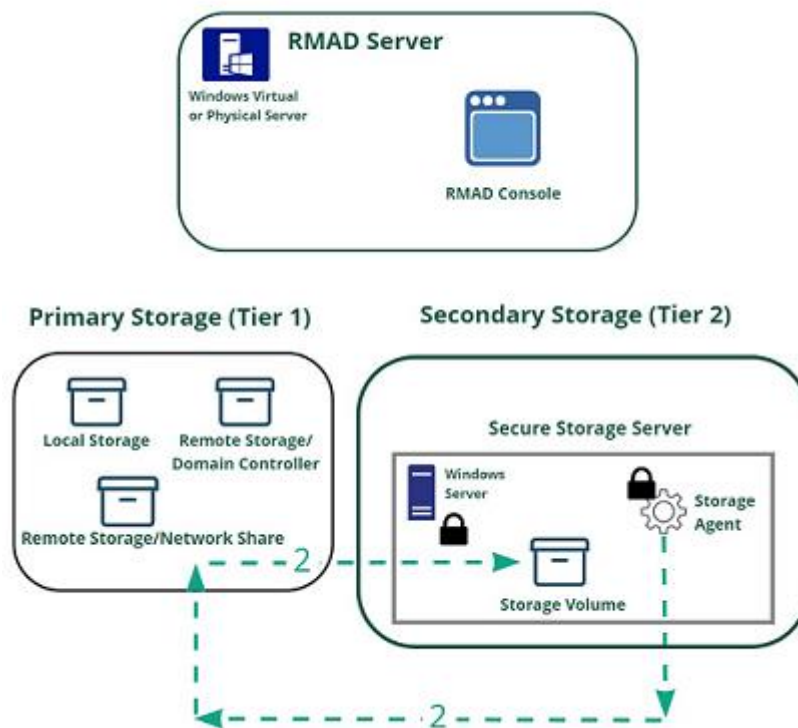 RMAD Server
Windows Virtual
or Physical Server
RMAD Console
Primary Storage (Tier 1)
Secondary Storage (Tier 2)
Local Storage
Remote Storage/
Domain Controller
Remote Storage/Network Share
Secure Storage Server
Windows
Server
Storage
Agent
Storage Volume
2
2